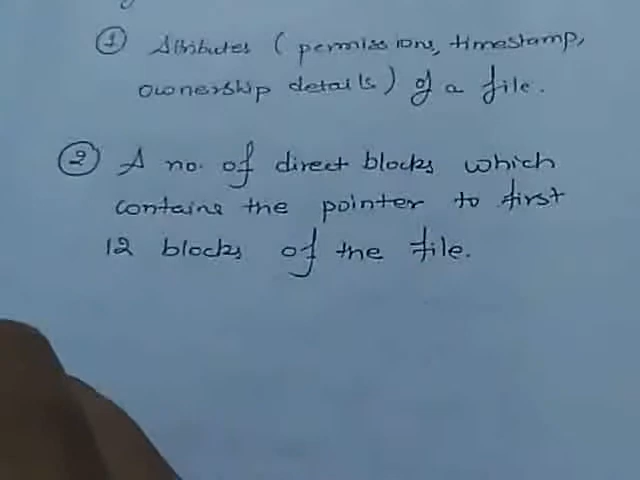 ① Attributes ( permissions, timestamp,
ownership details ) of a file.
② A no. of direct blocks which
contains the pointer to first
12 blocks of the file.